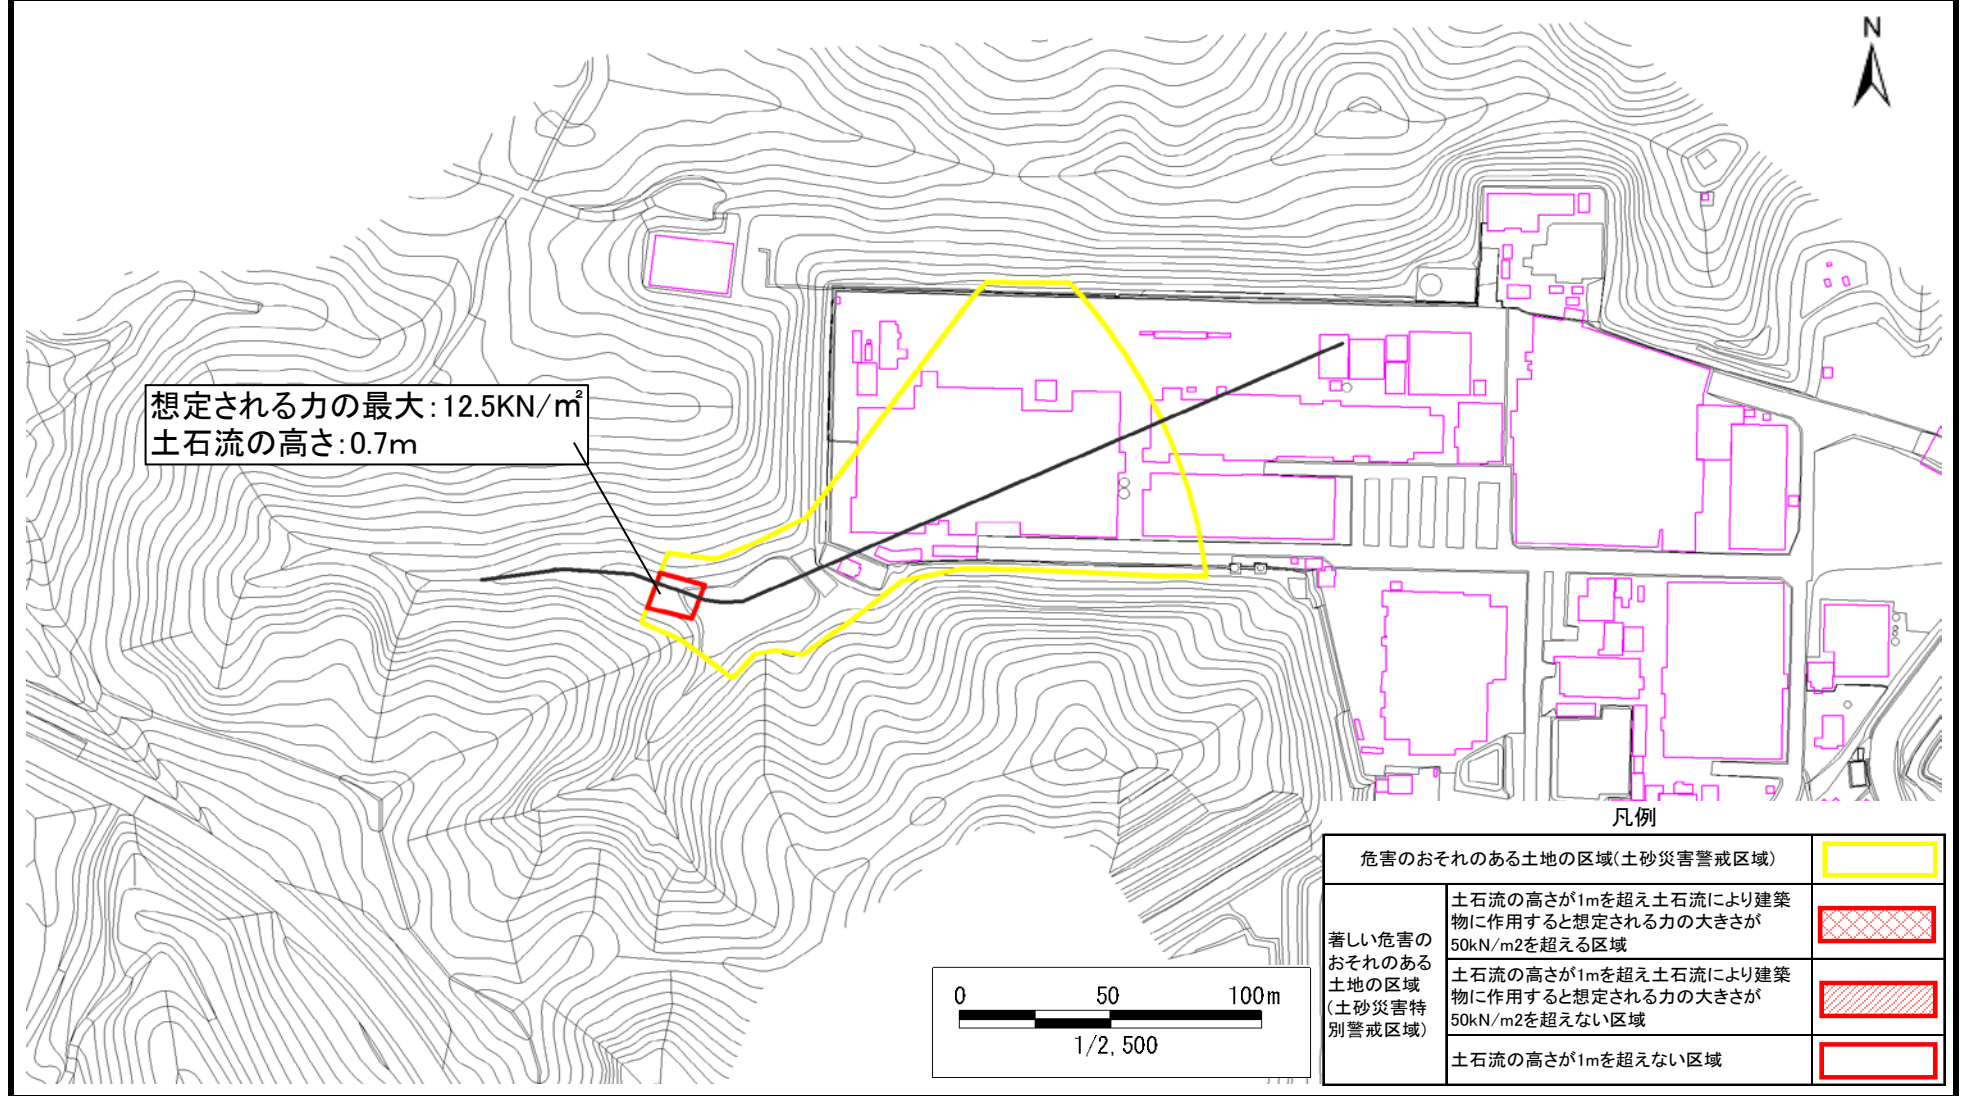 N
想定される力の最大:12.5KN/㎡
土石流の高さ:0.7m
凡例
危害のおそれのある土地の区域(土砂災害警戒区域)
著しい危害の
おそれのある
土地の区域
(土砂災害特
別警戒区域)
土石流の高さが1mを超え土石流により建築
物に作用すると想定される力の大きさが
50kN/m2を超える区域
土石流の高さが1mを超え土石流により建築
物に作用すると想定される力の大きさが
50kN/m2を超えない区域
土石流の高さが1mを超えない区域
0 50 100m
1/2,500